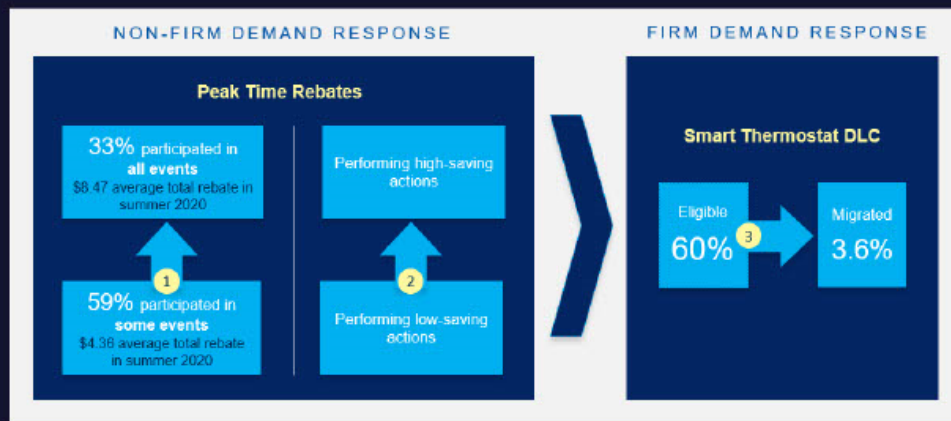 NON-FIRM DEMAND RESPONSE
Peak Time Rebates
33% participated in
all events
$8.47 average total rebate in
summer 2020
1
59% participated in
some events
$4.36 average total rebate
in summer 2020
Performing high-saving
actions
2
Performing low-saving
actions
FIRM DEMAND RESPONSE
Smart Thermostat DLC
Eligible
60%
3
Migrated
3.6%